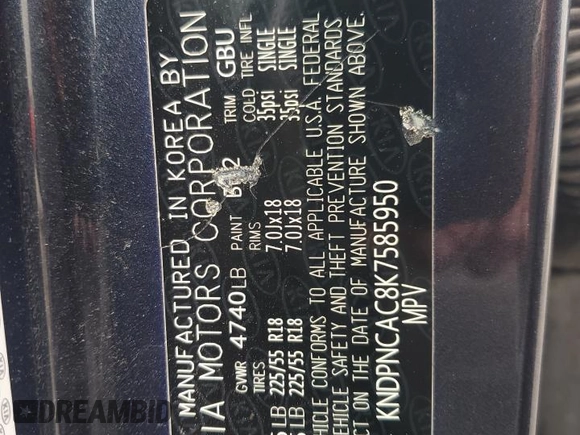 MANUFACTURED IN KOREA BY
IA MOTORS CORPORATION
GVWR 4740LB PAINT TRIM GBU
TIRES RIMS COLD TIRE INFL
LB 225/55 R18 7.0JX18 35psi SINGLE
LB 225/55 R18 7.0JX18 35psi SINGLE
EHICLE CONFORMS TO ALL APPLICABLE U.S.A. FEDERAL
EHICLE SAFETY AND THEFT PREVENTION STANDARDS
CT ON THE DATE OF MANUFACTURE SHOWN ABOVE.
KNDPNCAC8K7585950
MPV
DREAMBID